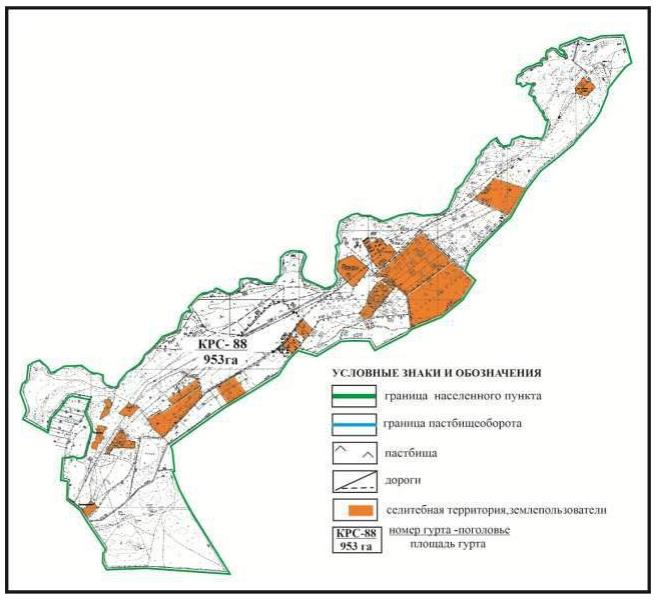 КРС- 88
953га
УСЛОВНЫЕ ЗНАКИ И ОБОЗНАЧЕНИЯ
граница населенного пункта
граница пастбищеоборота
пастбища
дороги
селитебная территория,землепользователи
КРС-88
953 га
номер гурта -поголовье
площадь гурта